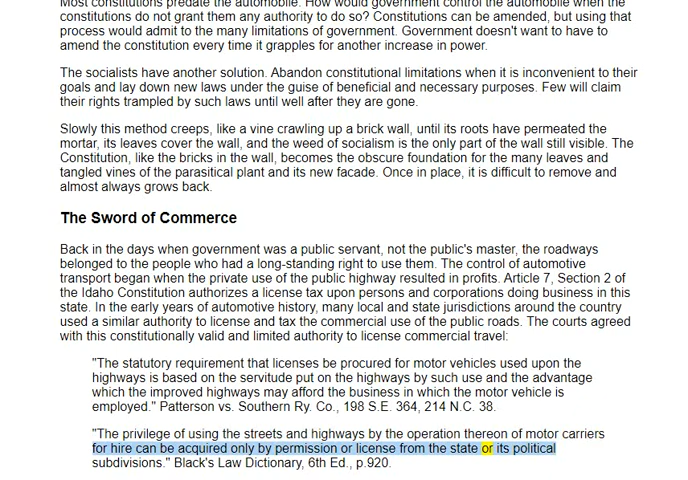 Most constitutions predate the automobile. How would government control the automobile when the
constitutions do not grant them any authority to do so? Constitutions can be amended, but using that
process would admit to the many limitations of government. Government doesn't want to have to
amend the constitution every time it grapples for another increase in power.
The socialists have another solution. Abandon constitutional limitations when it is inconvenient to their
goals and lay down new laws under the guise of beneficial and necessary purposes. Few will claim
their rights trampled by such laws until well after they are gone.
Slowly this method creeps, like a vine crawling up a brick wall, until its roots have permeated the
mortar, its leaves cover the wall, and the weed of socialism is the only part of the wall still visible. The
Constitution, like the bricks in the wall, becomes the obscure foundation for the many leaves and
tangled vines of the parasitical plant and its new facade. Once in place, it is difficult to remove and
almost always grows back.
The Sword of Commerce
Back in the days when government was a public servant, not the public's master, the roadways
belonged to the people who had a long-standing right to use them. The control of automotive
transport began when the private use of the public highway resulted in profits. Article 7, Section 2 of
the Idaho Constitution authorizes a license tax upon persons and corporations doing business in this
state. In the early years of automotive history, many local and state jurisdictions around the country
used a similar authority to license and tax the commercial use of the public roads. The courts agreed
with this constitutionally valid and limited authority to license commercial travel:
"The statutory requirement that licenses be procured for motor vehicles used upon the
highways is based on the servitude put on the highways by such use and the advantage
which the improved highways may afford the business in which the motor vehicle is
employed." Patterson vs. Southern Ry. Co., 198 S.E. 364, 214 N.C. 38.
"The privilege of using the streets and highways by the operation thereon of motor carriers
for hire can be acquired only by permission or license from the state or its political
subdivisions." Black's Law Dictionary, 6th Ed., p.920.